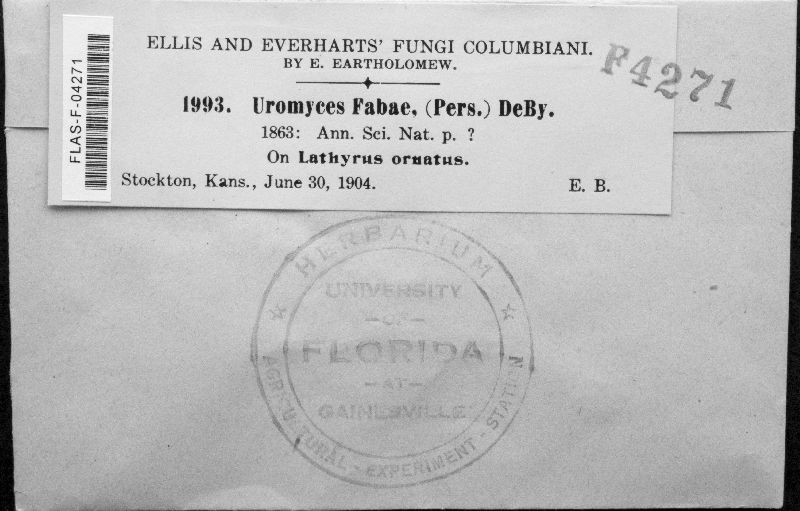 FLAS-F-04271
ELLIS AND EVERHARTS' FUNGI COLUMBIANI.
BY E. EARTHOLOMEW.
F4271
1993. Uromyces Fabae, (Pers.) DeBy.
1863: Ann. Sci. Nat. p. ?
On Lathyrus ornatus.
Stockton, Kans., June 30, 1904. E. B.
HERBARIUM
UNIVERSITY
-OF-
FLORIDA
-AT-
GAINESVILLE
AGRICULTURAL - EXPERIMENT - STATION